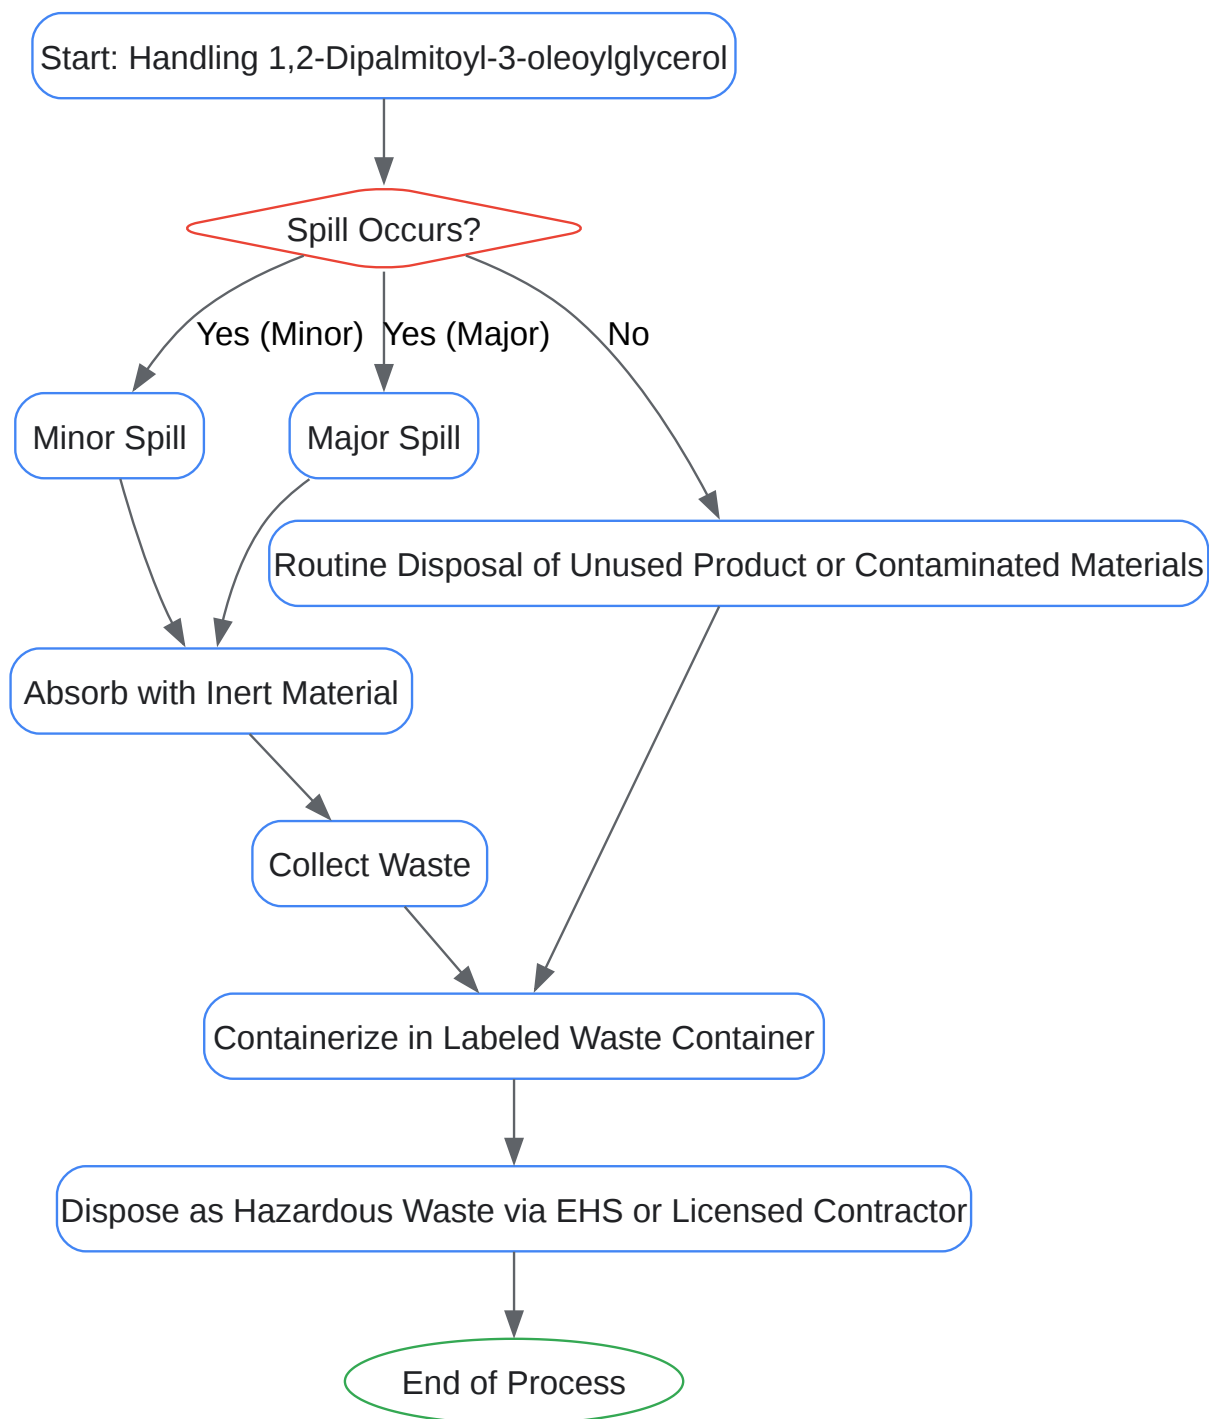 Start: Handling 1,2-Dipalmitoyl-3-oleoylglycerol
Spill Occurs?
Yes (Minor)
Yes (Major)
No
Minor Spill
Major Spill
Routine Disposal of Unused Product or Contaminated Materials
Absorb with Inert Material
Collect Waste
Containerize in Labeled Waste Container
Dispose as Hazardous Waste via EHS or Licensed Contractor
End of Process